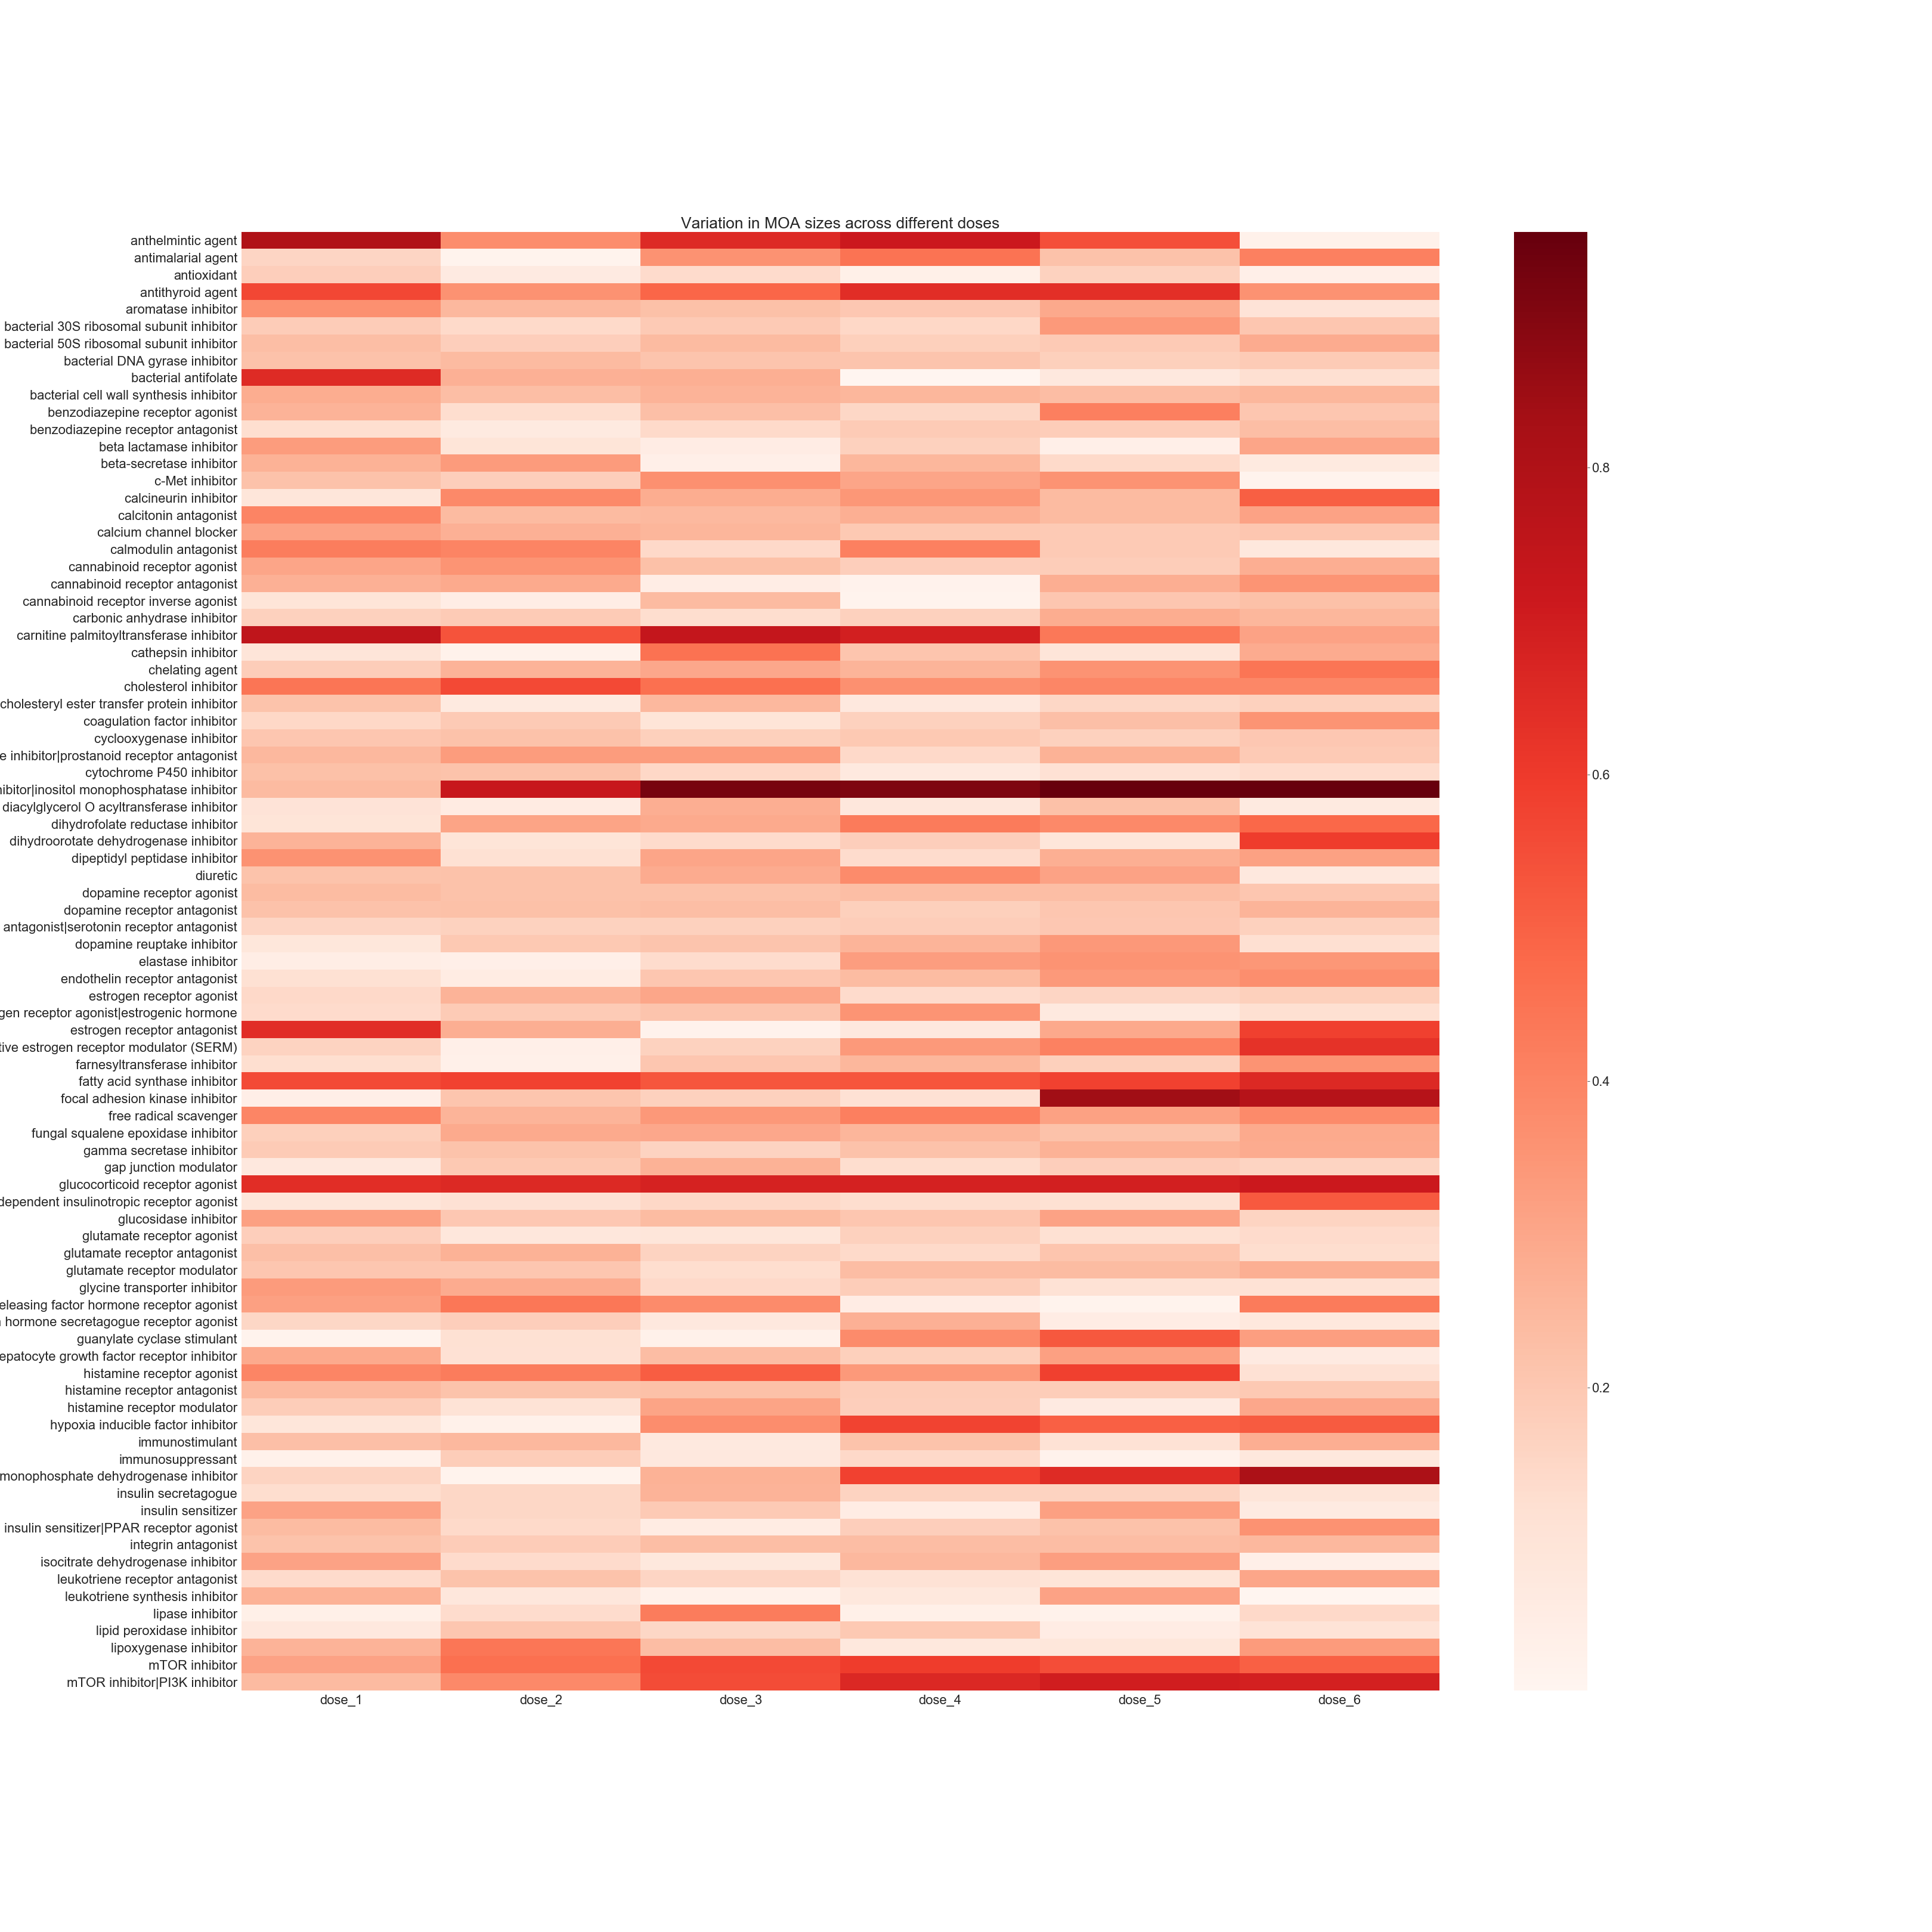 Variation in MOA sizes across different doses
anthelmintic agent
antimalarial agent
antioxidant
antithyroid agent
aromatase inhibitor
bacterial 30S ribosomal subunit inhibitor
bacterial 50S ribosomal subunit inhibitor
bacterial DNA gyrase inhibitor
bacterial antifolate
bacterial cell wall synthesis inhibitor
benzodiazepine receptor agonist
benzodiazepine receptor antagonist
beta lactamase inhibitor
beta-secretase inhibitor
c-Met inhibitor
calcineurin inhibitor
calcitonin antagonist
calcium channel blocker
calmodulin antagonist
cannabinoid receptor agonist
cannabinoid receptor antagonist
cannabinoid receptor inverse agonist
carbonic anhydrase inhibitor
carnitine palmitoyltransferase inhibitor
cathepsin inhibitor
chelating agent
cholesterol inhibitor
cholesteryl ester transfer protein inhibitor
coagulation factor inhibitor
cyclooxygenase inhibitor
e inhibitor|prostanoid receptor antagonist
cytochrome P450 inhibitor
hibitor|inositol monophosphatase inhibitor
diacylglycerol O acyltransferase inhibitor
dihydrofolate reductase inhibitor
dihydroorotate dehydrogenase inhibitor
dipeptidyl peptidase inhibitor
diuretic
dopamine receptor agonist
dopamine receptor antagonist
antagonist|serotonin receptor antagonist
dopamine reuptake inhibitor
elastase inhibitor
endothelin receptor antagonist
estrogen receptor agonist
gen receptor agonist|estrogenic hormone
estrogen receptor antagonist
tive estrogen receptor modulator (SERM)
farnesyltransferase inhibitor
fatty acid synthase inhibitor
focal adhesion kinase inhibitor
free radical scavenger
fungal squalene epoxidase inhibitor
gamma secretase inhibitor
gap junction modulator
glucocorticoid receptor agonist
dependent insulinotropic receptor agonist
glucosidase inhibitor
glutamate receptor agonist
glutamate receptor antagonist
glutamate receptor modulator
glycine transporter inhibitor
eleasing factor hormone receptor agonist
hormone secretagogue receptor agonist
guanylate cyclase stimulant
epatocyte growth factor receptor inhibitor
histamine receptor agonist
histamine receptor antagonist
histamine receptor modulator
hypoxia inducible factor inhibitor
immunostimulant
immunosuppressant
monophosphate dehydrogenase inhibitor
insulin secretagogue
insulin sensitizer
insulin sensitizer|PPAR receptor agonist
integrin antagonist
isocitrate dehydrogenase inhibitor
leukotriene receptor antagonist
leukotriene synthesis inhibitor
lipase inhibitor
lipid peroxidase inhibitor
lipoxygenase inhibitor
mTOR inhibitor
mTOR inhibitor|PI3K inhibitor
dose_1 dose_2 dose_3 dose_4 dose_5 dose_6
0.8
0.6
0.4
0.2